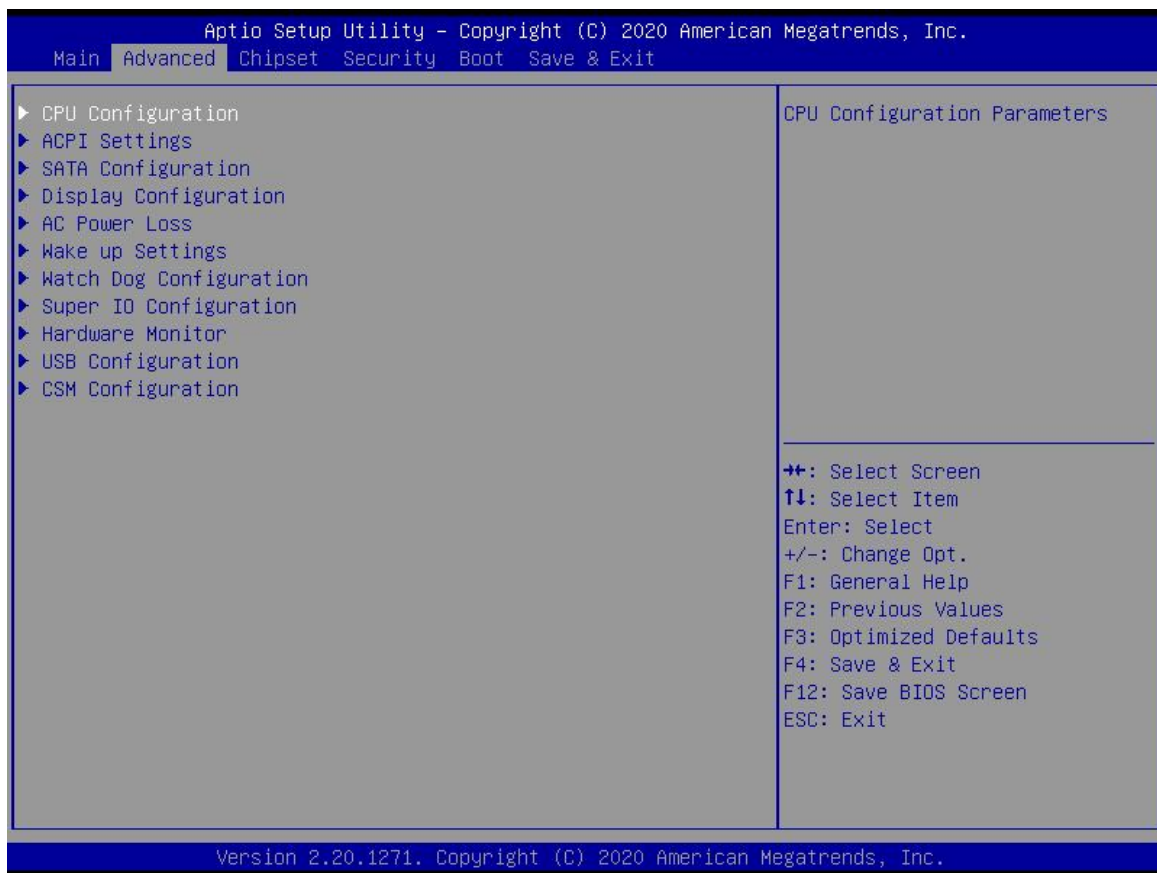 Aptio Setup Utility – Copyright (C) 2020 American Megatrends, Inc.
Main Advanced Chipset Security Boot Save & Exit
▶ CPU Configuration
▶ ACPI Settings
▶ SATA Configuration
▶ Display Configuration
▶ AC Power Loss
▶ Wake up Settings
▶ Watch Dog Configuration
▶ Super IO Configuration
▶ Hardware Monitor
▶ USB Configuration
▶ CSM Configuration
CPU Configuration Parameters
→←: Select Screen
↑↓: Select Item
Enter: Select
+/-: Change Opt.
F1: General Help
F2: Previous Values
F3: Optimized Defaults
F4: Save & Exit
F12: Save BIOS Screen
ESC: Exit
Version 2.20.1271. Copyright (C) 2020 American Megatrends, Inc.